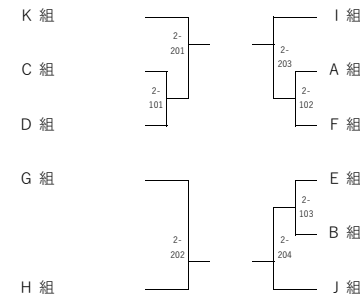 K 組
I 組
2-
201
2-
203
C 組
A 組
2-
101
2-
102
D 組
F 組
G 組
E 組
2-
103
B 組
2-
202
2-
204
H 組
J 組